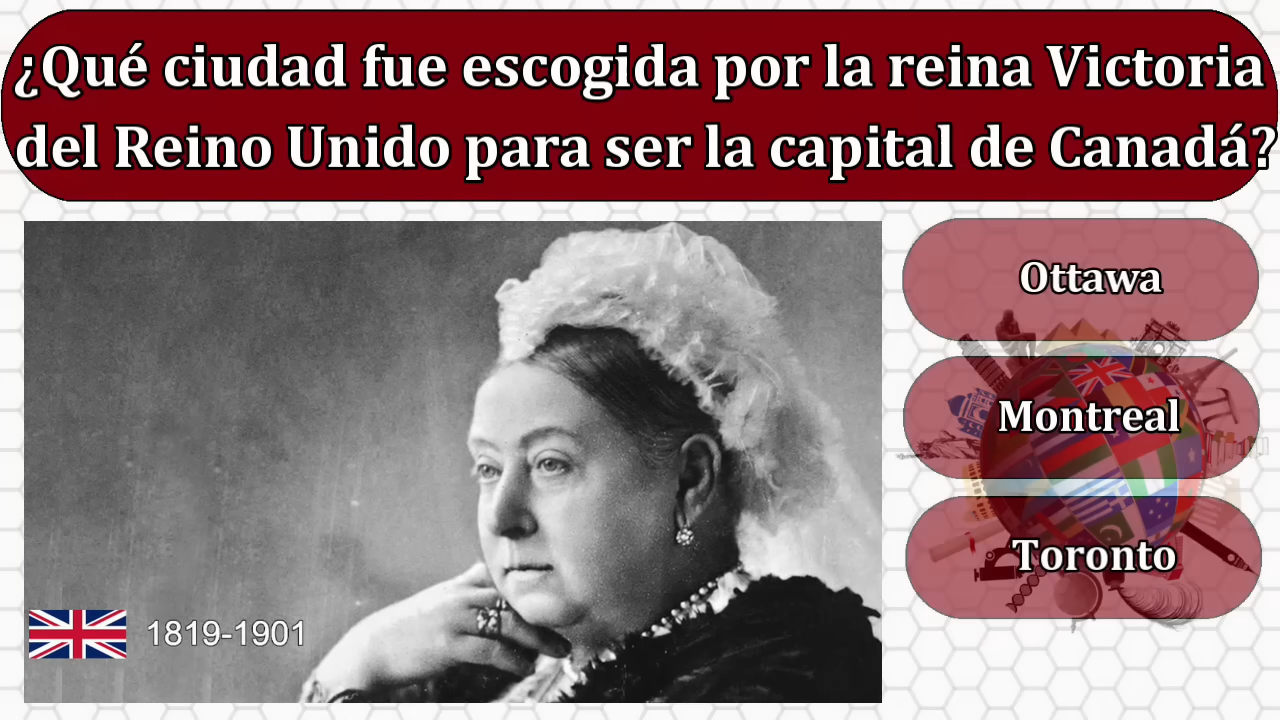 ¿Qué ciudad fue escogida por la reina Victoria
del Reino Unido para ser la capital de Canadá?
Ottawa
Montreal
Toronto
1819-1901